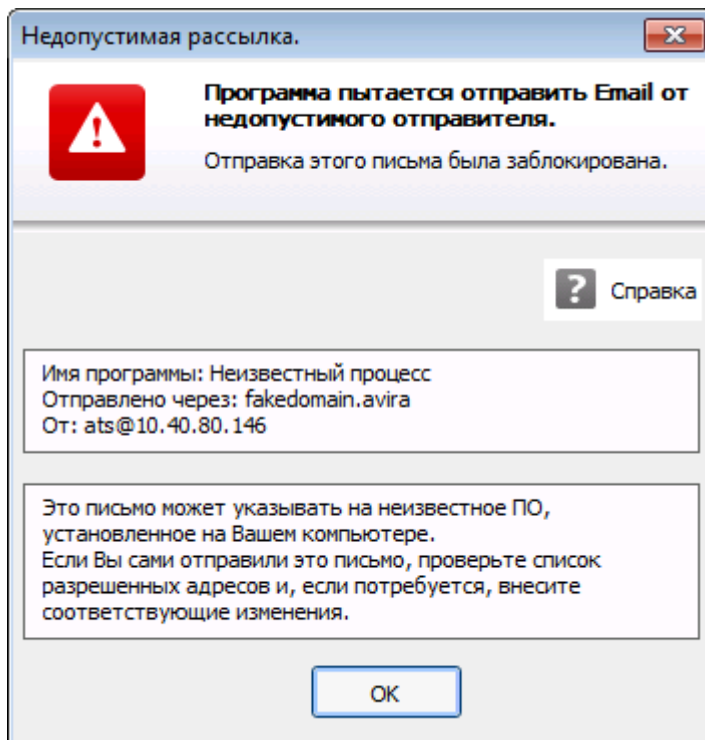 Недопустимая рассылка.
Программа пытается отправить Email от
недопустимого отправителя.
Отправка этого письма была заблокирована.
Справка
Имя программы: Неизвестный процесс
Отправлено через: fakedomain.avira
От: ats@10.40.80.146
Это письмо может указывать на неизвестное ПО,
установленное на Вашем компьютере.
Если Вы сами отправили это письмо, проверьте список
разрешенных адресов и, если потребуется, внесите
соответствующие изменения.
OK